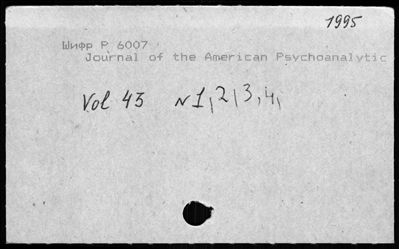 1995
Шифр Р 6007
Journal of the American Psychoanalytic
Vol 43 N 1, 2, 3, 4,